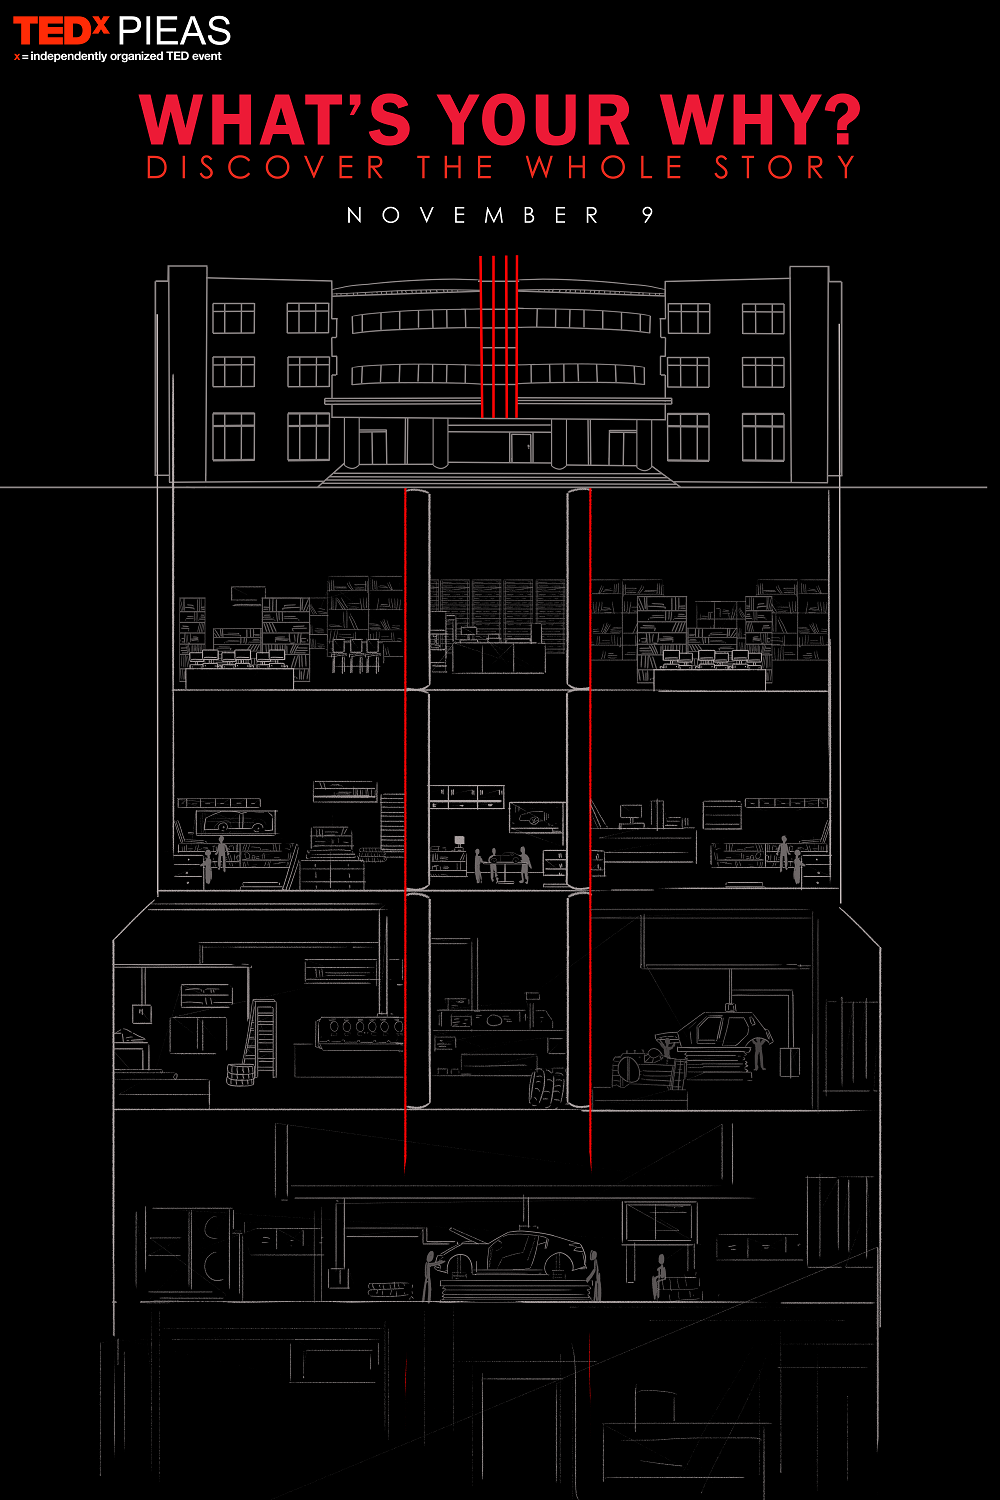 TEDx PIEAS
x = independently organized TED event
WHAT'S YOUR WHY?
DISCOVER THE WHOLE STORY
NOVEMBER 9